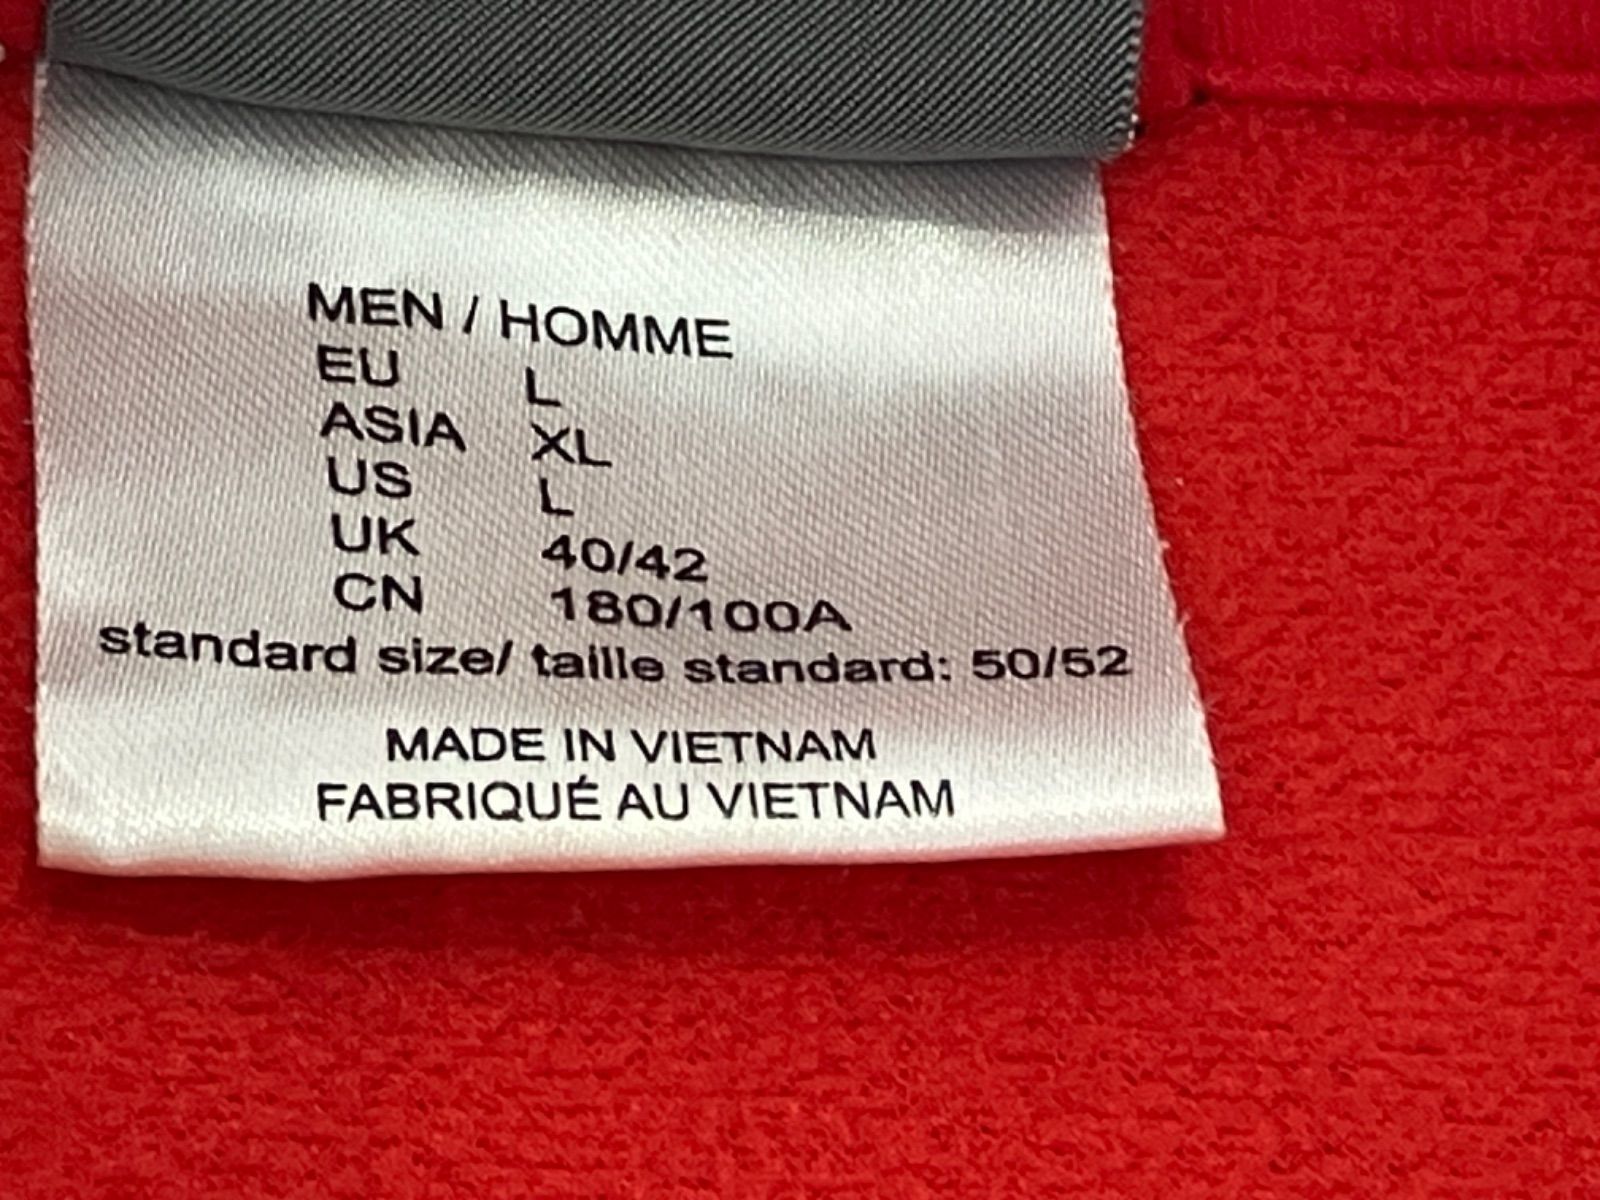 MEN / HOMME
EU L
ASIA XL
US L
UK 40/42
CN 180/100A
standard size/ taille standard: 50/52
MADE IN VIETNAM
FABRIQUÉ AU VIETNAM